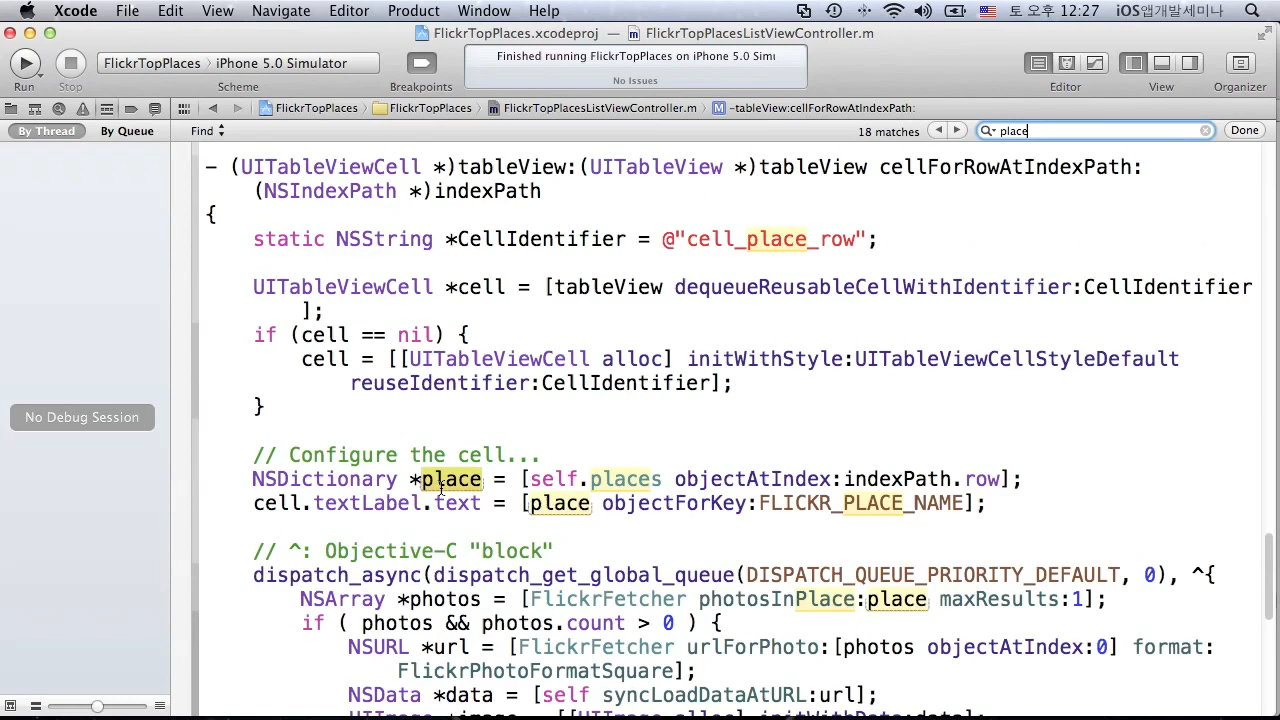 Xcode File Edit View Navigate Editor Product Window Help 토 오후 12:27 iOS앱개발세미나
FlickrTopPlaces.xcodeproj — FlickrTopPlacesListViewController.m
FlickrTopPlaces 〉 iPhone 5.0 Simulator
Finished running FlickrTopPlaces on iPhone 5.0 Simu
No Issues
Run Stop Scheme Breakpoints Editor View Organizer
FlickrTopPlaces 〉 FlickrTopPlaces 〉 FlickrTopPlacesListViewController.m 〉 M -tableView:cellForRowAtIndexPath:
By Thread By Queue Find 18 matches place Done
- (UITableViewCell *)tableView:(UITableView *)tableView cellForRowAtIndexPath:
(NSIndexPath *)indexPath
{
static NSString *CellIdentifier = @"cell_place_row";
UITableViewCell *cell = [tableView dequeueReusableCellWithIdentifier:CellIdentifier
];
if (cell == nil) {
cell = [[UITableViewCell alloc] initWithStyle:UITableViewCellStyleDefault
reuseIdentifier:CellIdentifier];
}
No Debug Session
// Configure the cell...
NSDictionary *place = [self.places objectAtIndex:indexPath.row];
cell.textLabel.text = [place objectForKey:FLICKR_PLACE_NAME];
// ^: Objective-C "block"
dispatch_async(dispatch_get_global_queue(DISPATCH_QUEUE_PRIORITY_DEFAULT, 0), ^{
NSArray *photos = [FlickrFetcher photosInPlace:place maxResults:1];
if ( photos && photos.count > 0 ) {
NSURL *url = [FlickrFetcher urlForPhoto:[photos objectAtIndex:0] format:
FlickrPhotoFormatSquare];
NSData *data = [self syncLoadDataAtURL:url];
UIImage *image = [[UIImage alloc] initWithData:data];